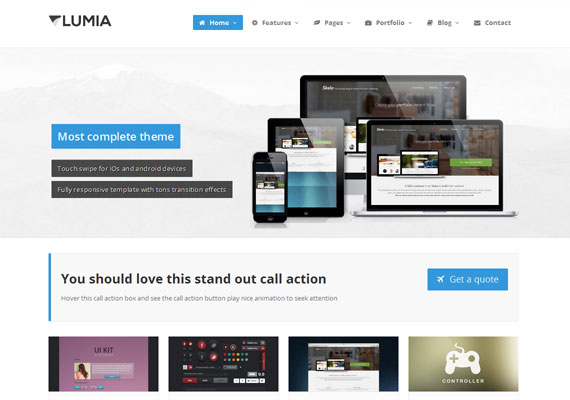 LUMIA
Home Features Pages Portfolio Blog Contact
Most complete theme
Touch swipe for iOs and android devices
Fully responsive template with tons transition effects
You should love this stand out call action
Get a quote
Hover this call action box and see the call action button play nice animation to seek attention
UI KIT
CONTROLLER